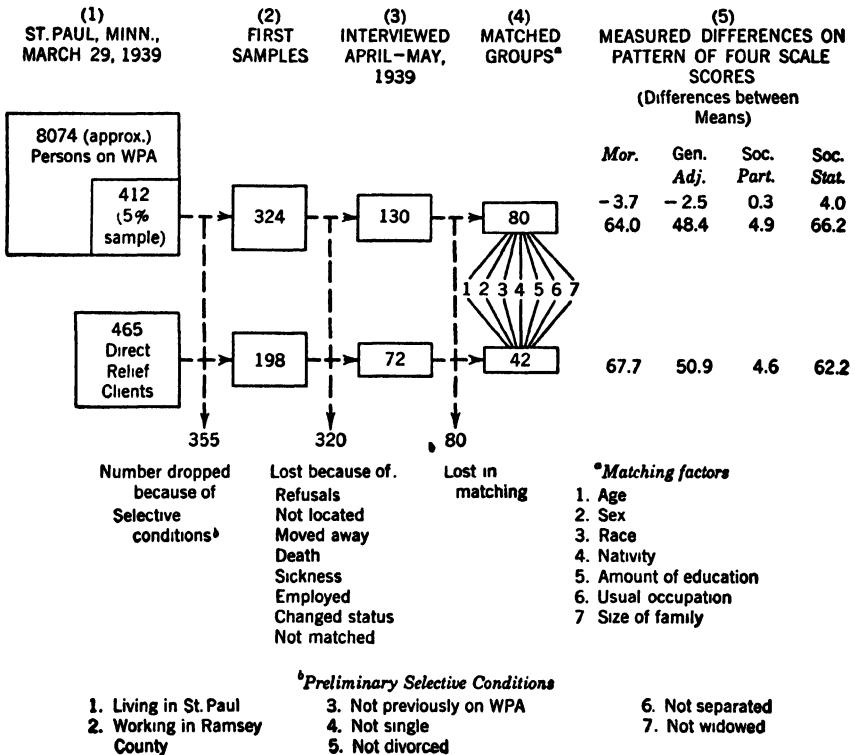 (1)
ST. PAUL, MINN.,
MARCH 29, 1939
(2)
FIRST
SAMPLES
(3)
INTERVIEWED
APRIL–MAY,
1939
(4)
MATCHED
GROUPSᵃ
(5)
MEASURED DIFFERENCES ON
PATTERN OF FOUR SCALE
SCORES
(Differences between
Means)
8074 (approx.)
Persons on WPA
412
(5%
sample)
324
130
80
Mor. Gen. Adj. Soc. Part. Soc. Stat.
-3.7 -2.5 0.3 4.0
64.0 48.4 4.9 66.2
1 2 3 4 5 6 7
465
Direct
Relief
Clients
198
72
42
67.7 50.9 4.6 62.2
355
320
80
Number dropped
because of
Selective
conditionsᵇ
Lost because of.
Refusals
Not located
Moved away
Death
Sickness
Employed
Changed status
Not matched
Lost in
matching
ᵃMatching factors
1. Age
2. Sex
3. Race
4. Nativity
5. Amount of education
6. Usual occupation
7 Size of family
ᵇPreliminary Selective Conditions
1. Living in St. Paul
2. Working in Ramsey
County
3. Not previously on WPA
4. Not single
5. Not divorced
6. Not separated
7. Not widowed